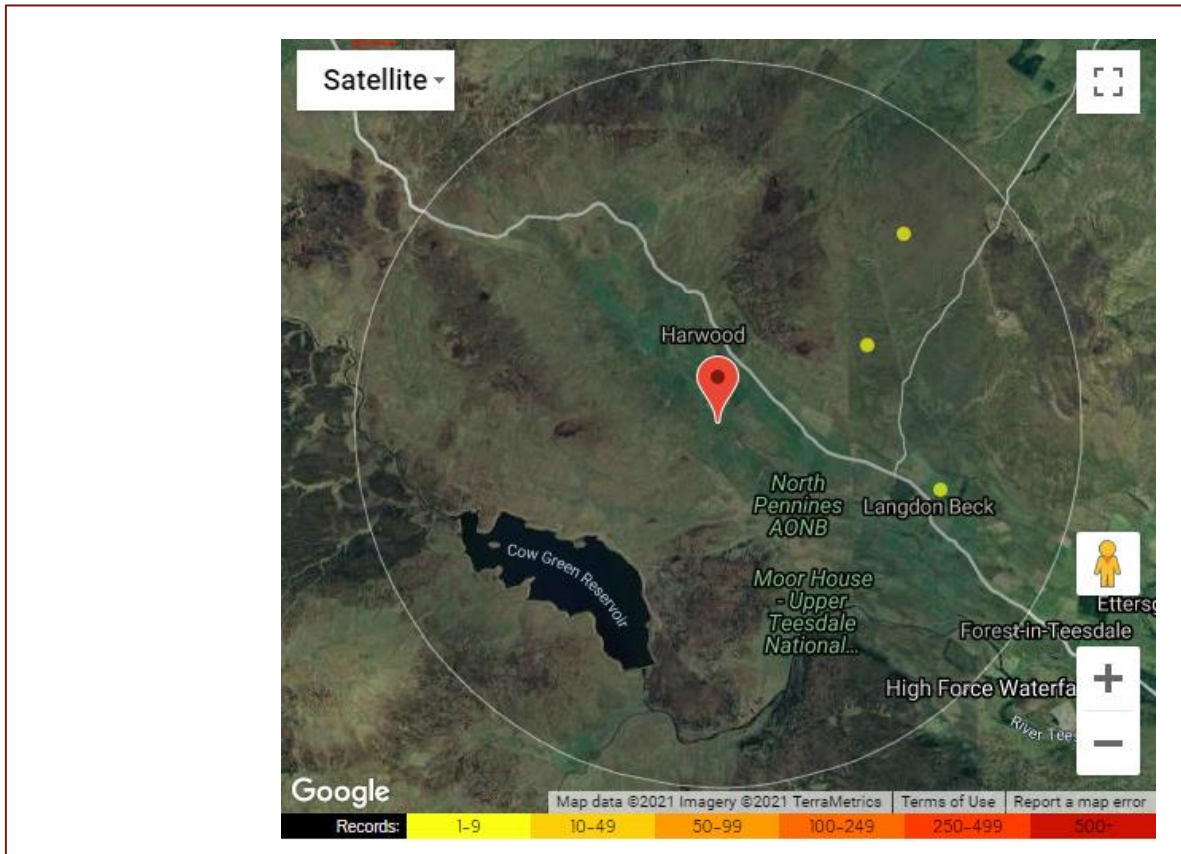 Satellite
Harwood
North
Pennines
AONB
Langdon Beck
Cow Green Reservoir
Moor House
- Upper
Teesdale
National...
Ettersg
Forest-in-Teesdale
High Force Waterfa
River Tees
Google
Map data ©2021 Imagery ©2021 TerraMetrics Terms of Use Report a map error
Records: 1-9 10-49 50-99 100-249 250-499 500+